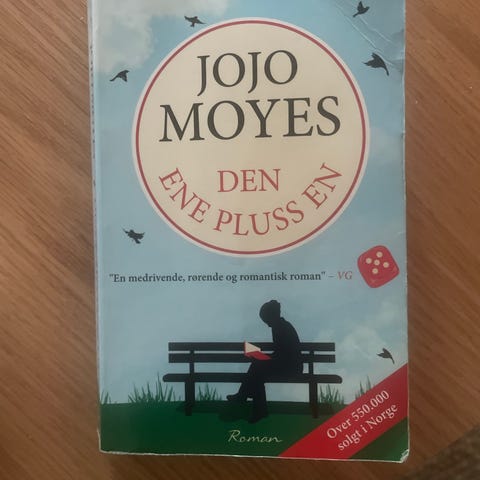 JOJO
MOYES
DEN
ENE PLUSS EN
"En medrivende, rørende og romantisk roman" – VG
Over 550.000
solgt i Norge
Roman